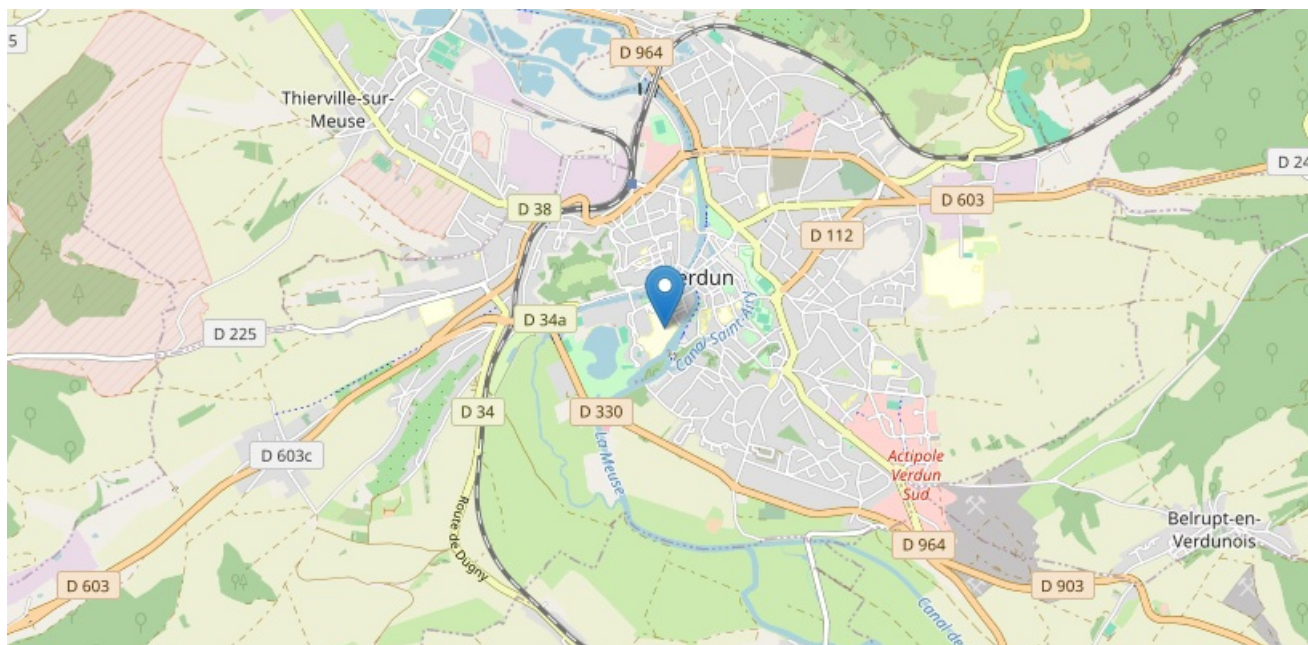 5
D 964
Thierville-sur-
Meuse
D 24
D 603
D 38
D 112
erdun
D 225
D 34a
Canal Saint-Airy
D 34
D 330
D 603c
La Meuse
Actipole
Verdun
Sud
Belrupt-en-
Verdunois
Route de Dugny
D 964
D 603
D 903
Canal de